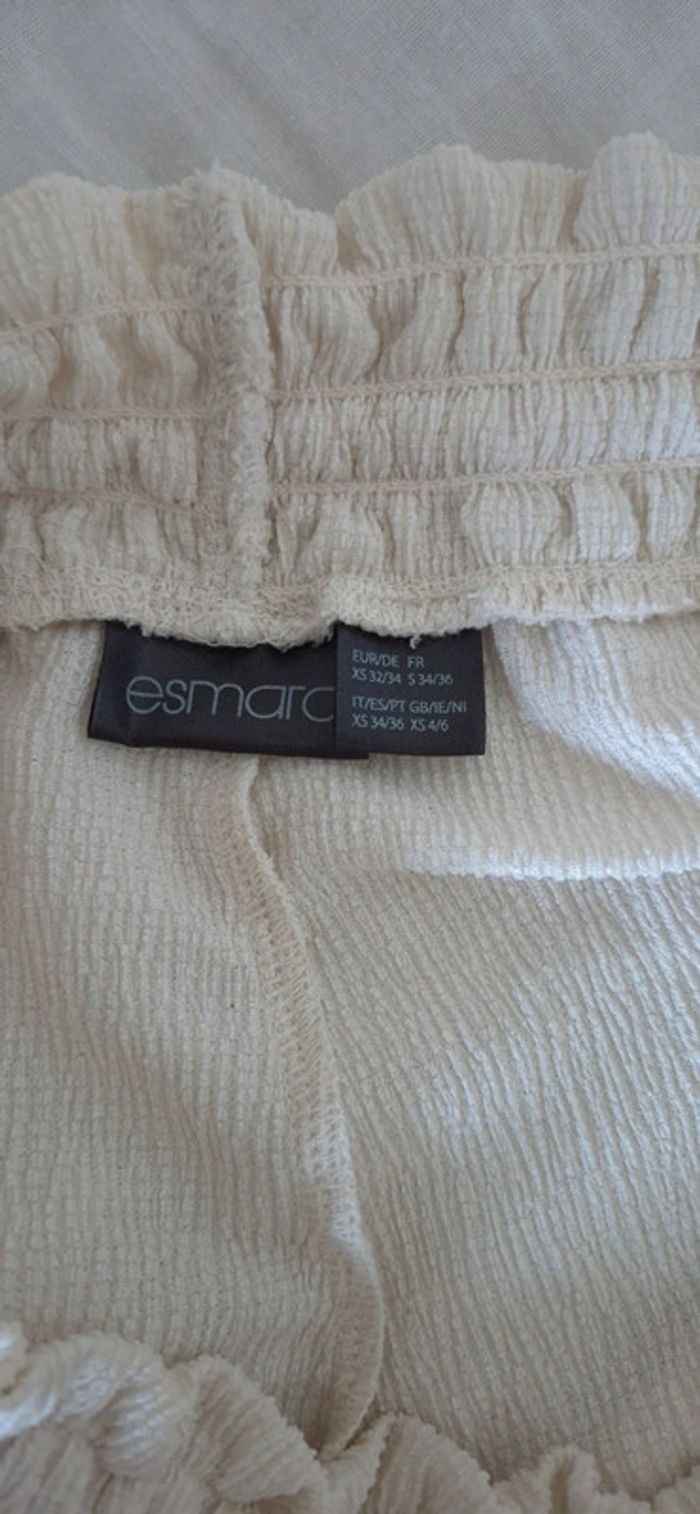 esmara
EUR/DE FR
XS 32/34 S 34/36
IT/ES/PT GB/IE/NI
XS 34/36 XS 4/6